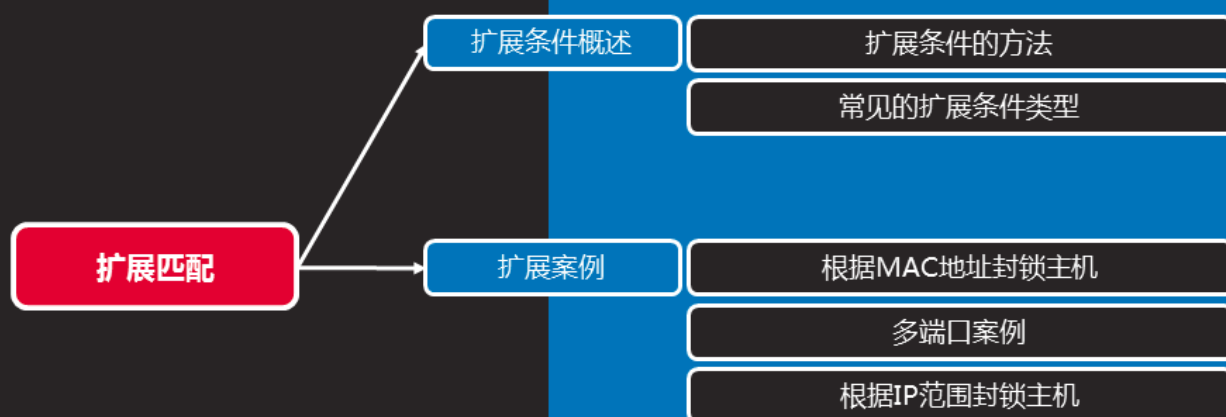 扩展条件概述
扩展条件的方法
常见的扩展条件类型
扩展匹配
扩展案例
根据MAC地址封锁主机
多端口案例
根据IP范围封锁主机